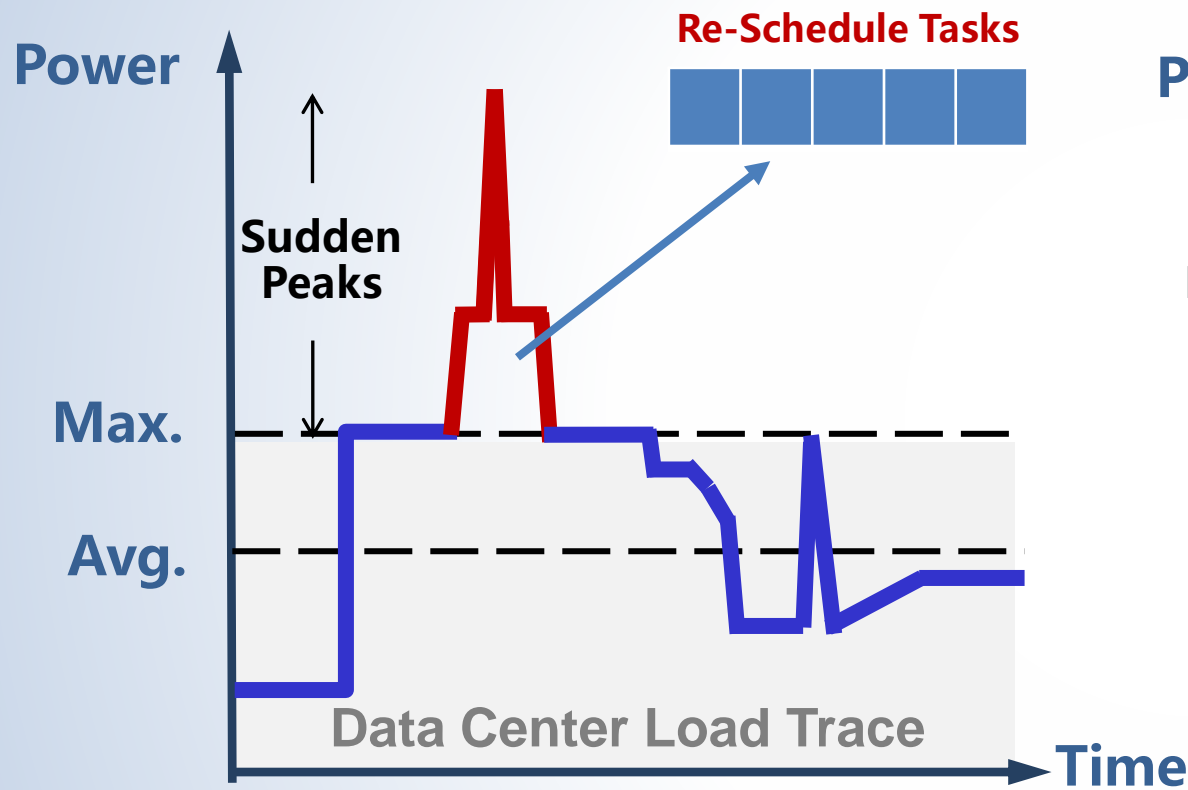 Re-Schedule Tasks
Power
P
Sudden
Peaks
Max.
Avg.
Data Center Load Trace
Time